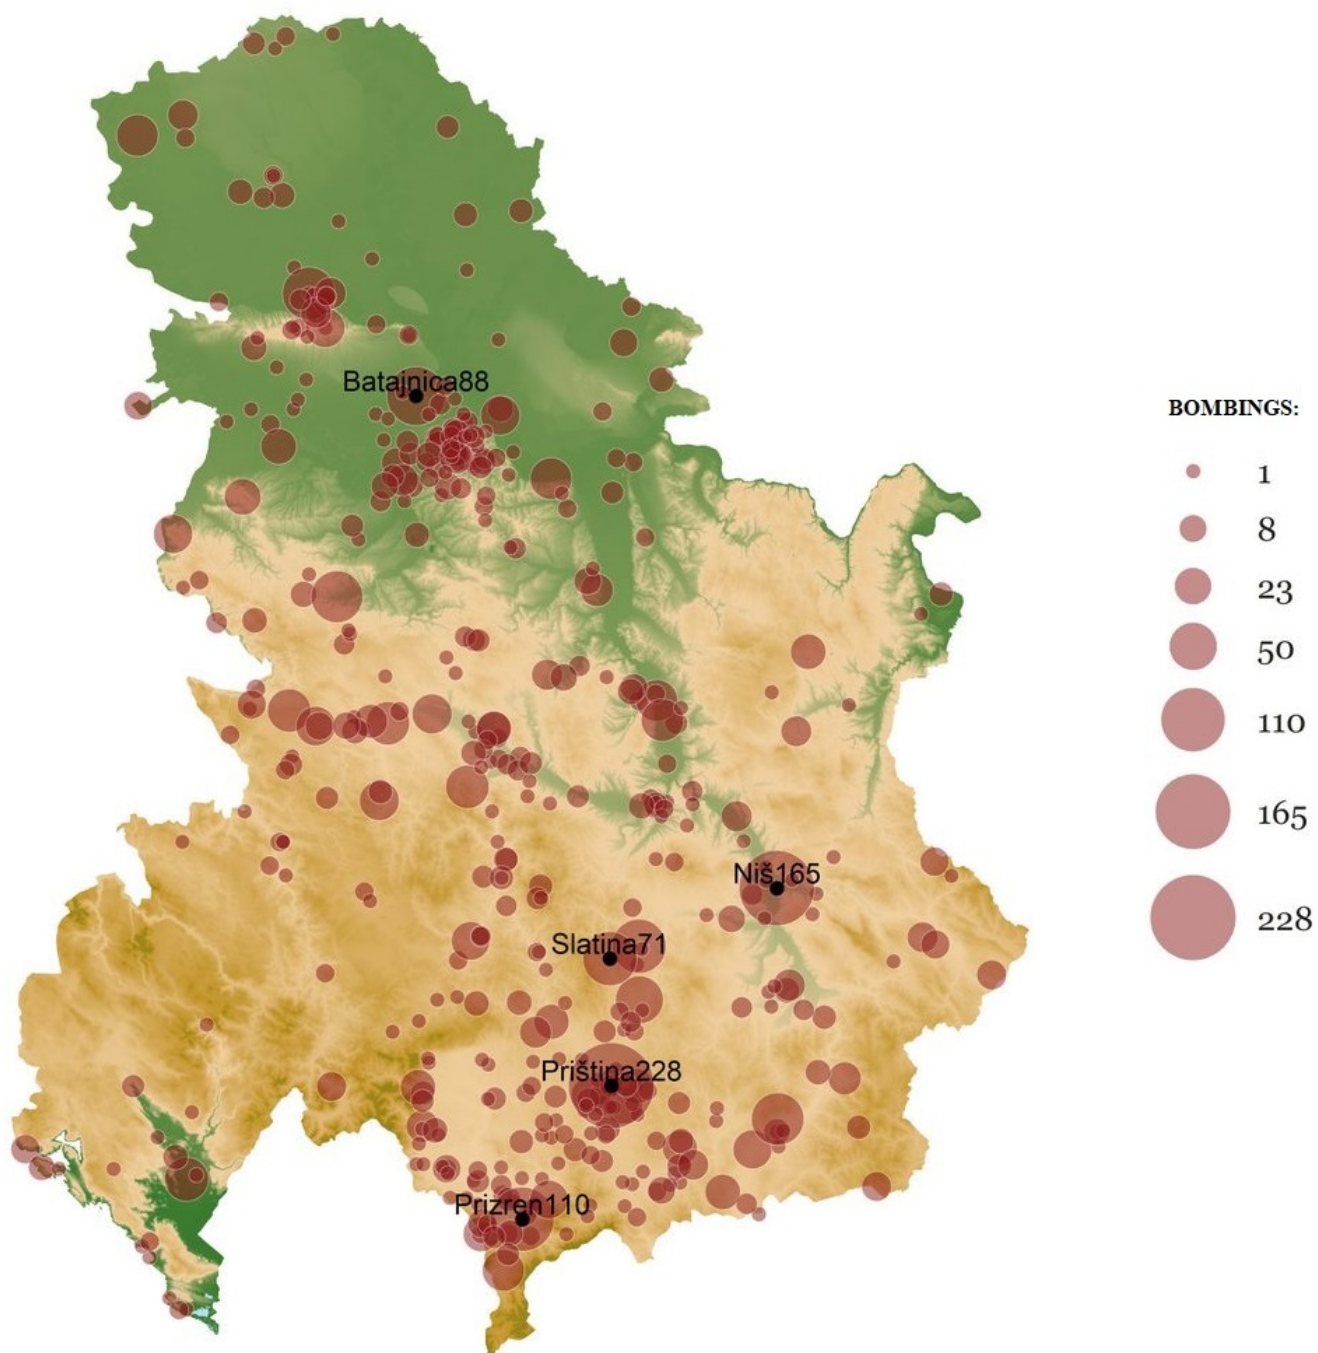 Batajnica88
BOMBINGS:
1
8
23
50
110
165
228
Niš165
Slatina71
Priština228
Prizren110